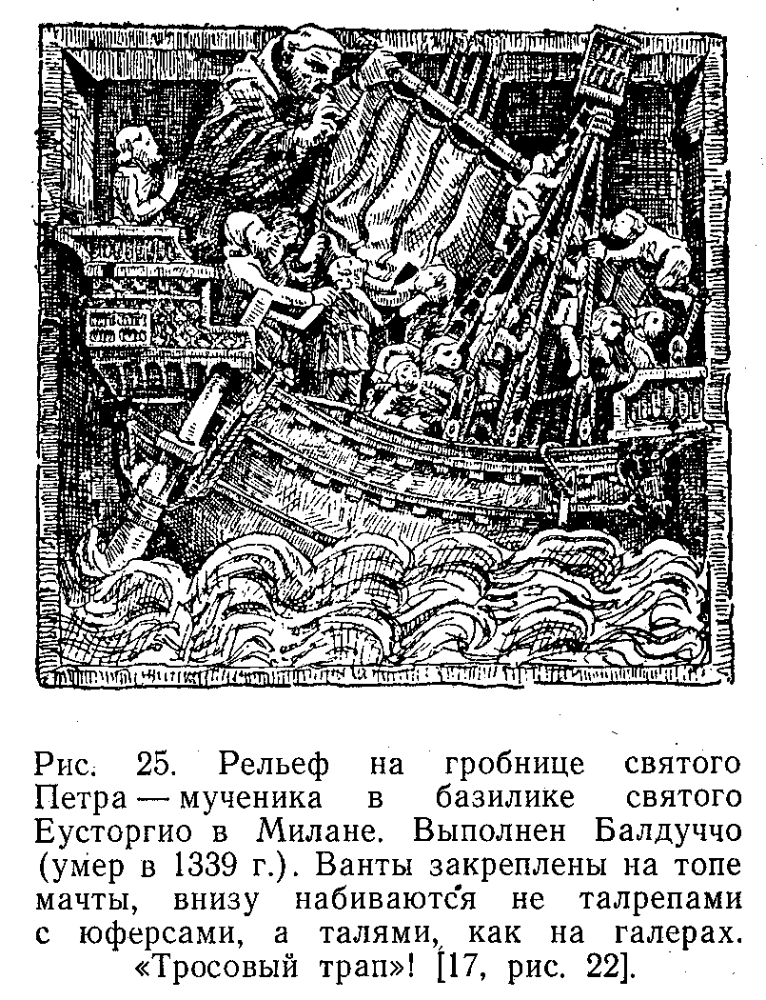 Рис. 25. Рельеф на гробнице святого
Петра — мученика в базилике святого
Еусторгио в Милане. Выполнен Балдуччо
(умер в 1339 г.). Ванты закреплены на топе
мачты, внизу набиваются не талрепами
с юферсами, а талями, как на галерах.
«Тросовый трап»! [17, рис. 22].